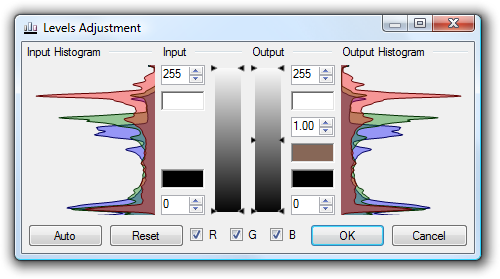 Levels Adjustment
Input Histogram Input Output Output Histogram
255 255
1.00
0 0
Auto Reset R G B OK Cancel